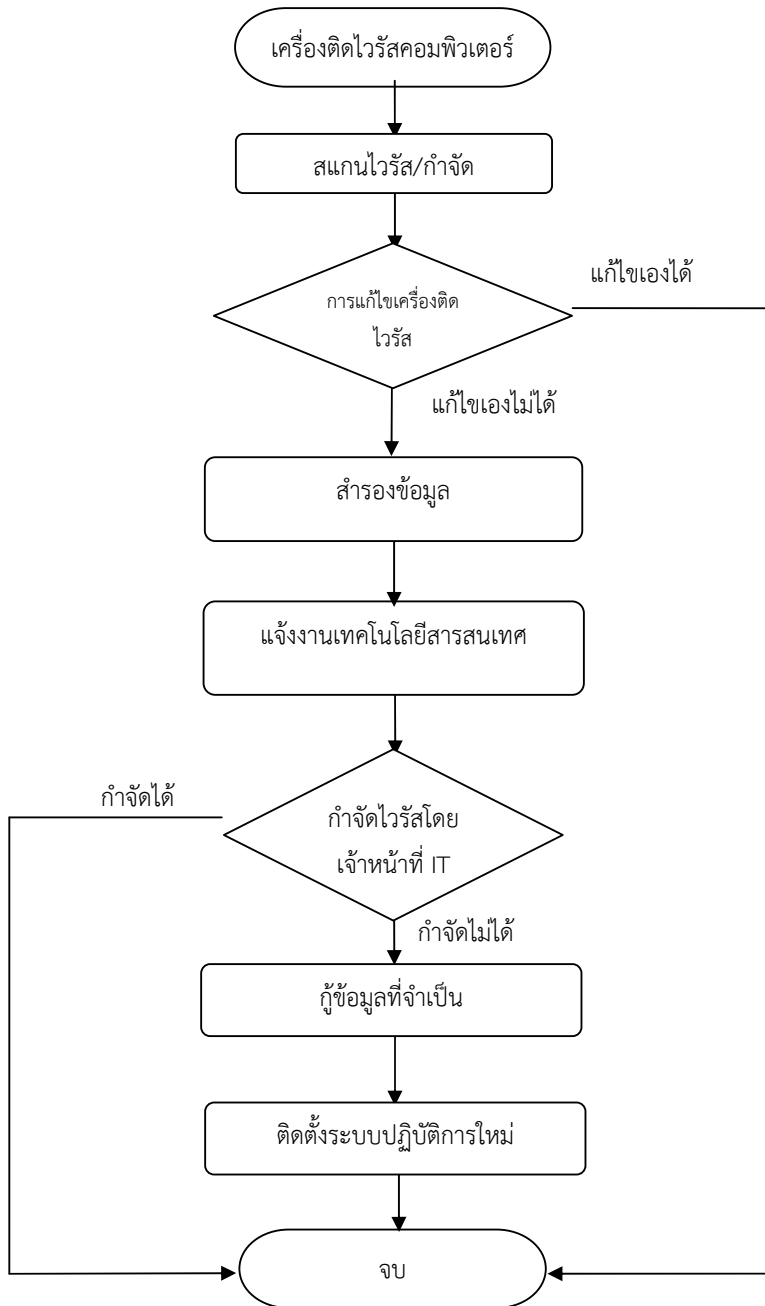 เครื่องติดไวรัสคอมพิวเตอร์
สแกนไวรัส/กำจัด
แก้ไขเองได้
การแก้ไขเครื่องติด
ไวรัส
แก้ไขเองไม่ได้
สำรองข้อมูล
แจ้งงานเทคโนโลยีสารสนเทศ
กำจัดได้
กำจัดไวรัสโดย
เจ้าหน้าที่ IT
กำจัดไม่ได้
กู้ข้อมูลที่จำเป็น
ติดตั้งระบบปฏิบัติการใหม่
จบ